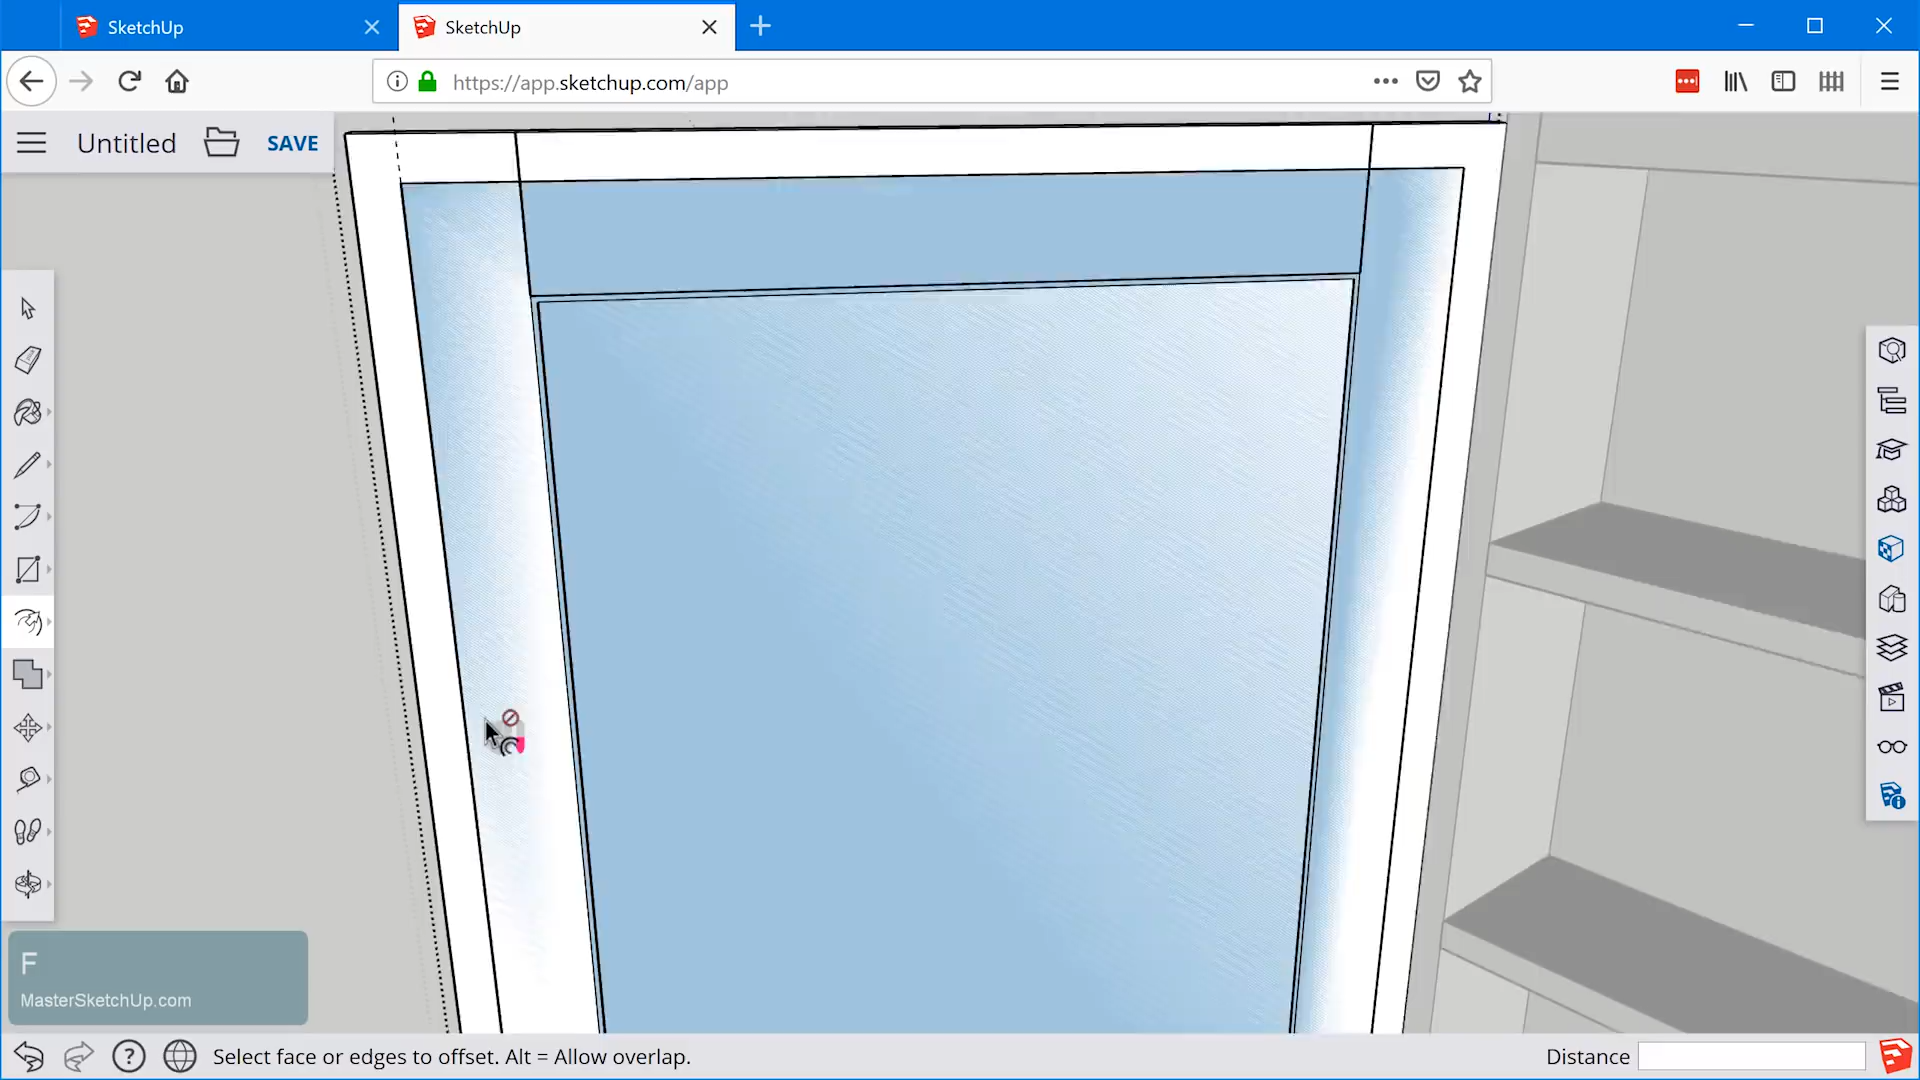 SketchUp
SketchUp
https://app.sketchup.com/app
Untitled
SAVE
F
MasterSketchUp.com
Select face or edges to offset. Alt = Allow overlap.
Distance